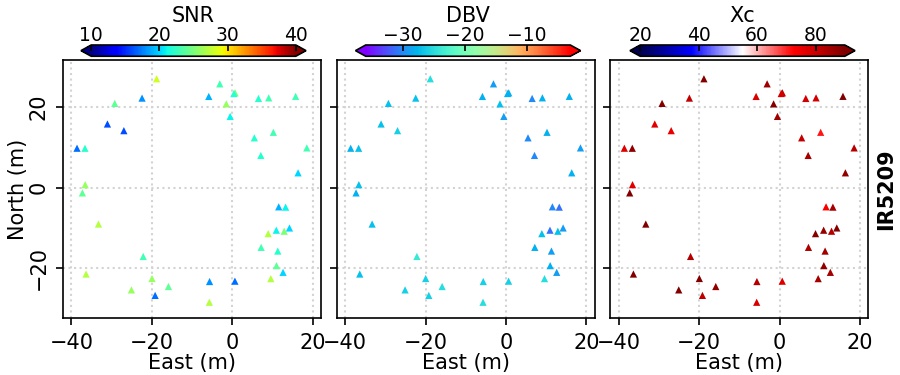 SNR DBV Xc
10 20 30 40 −30 −20 −10 20 40 60 80
20
0
−20
North (m)
IR5209
−40 −20 0 20 −40 −20 0 20 −40 −20 0 20
East (m) East (m) East (m)